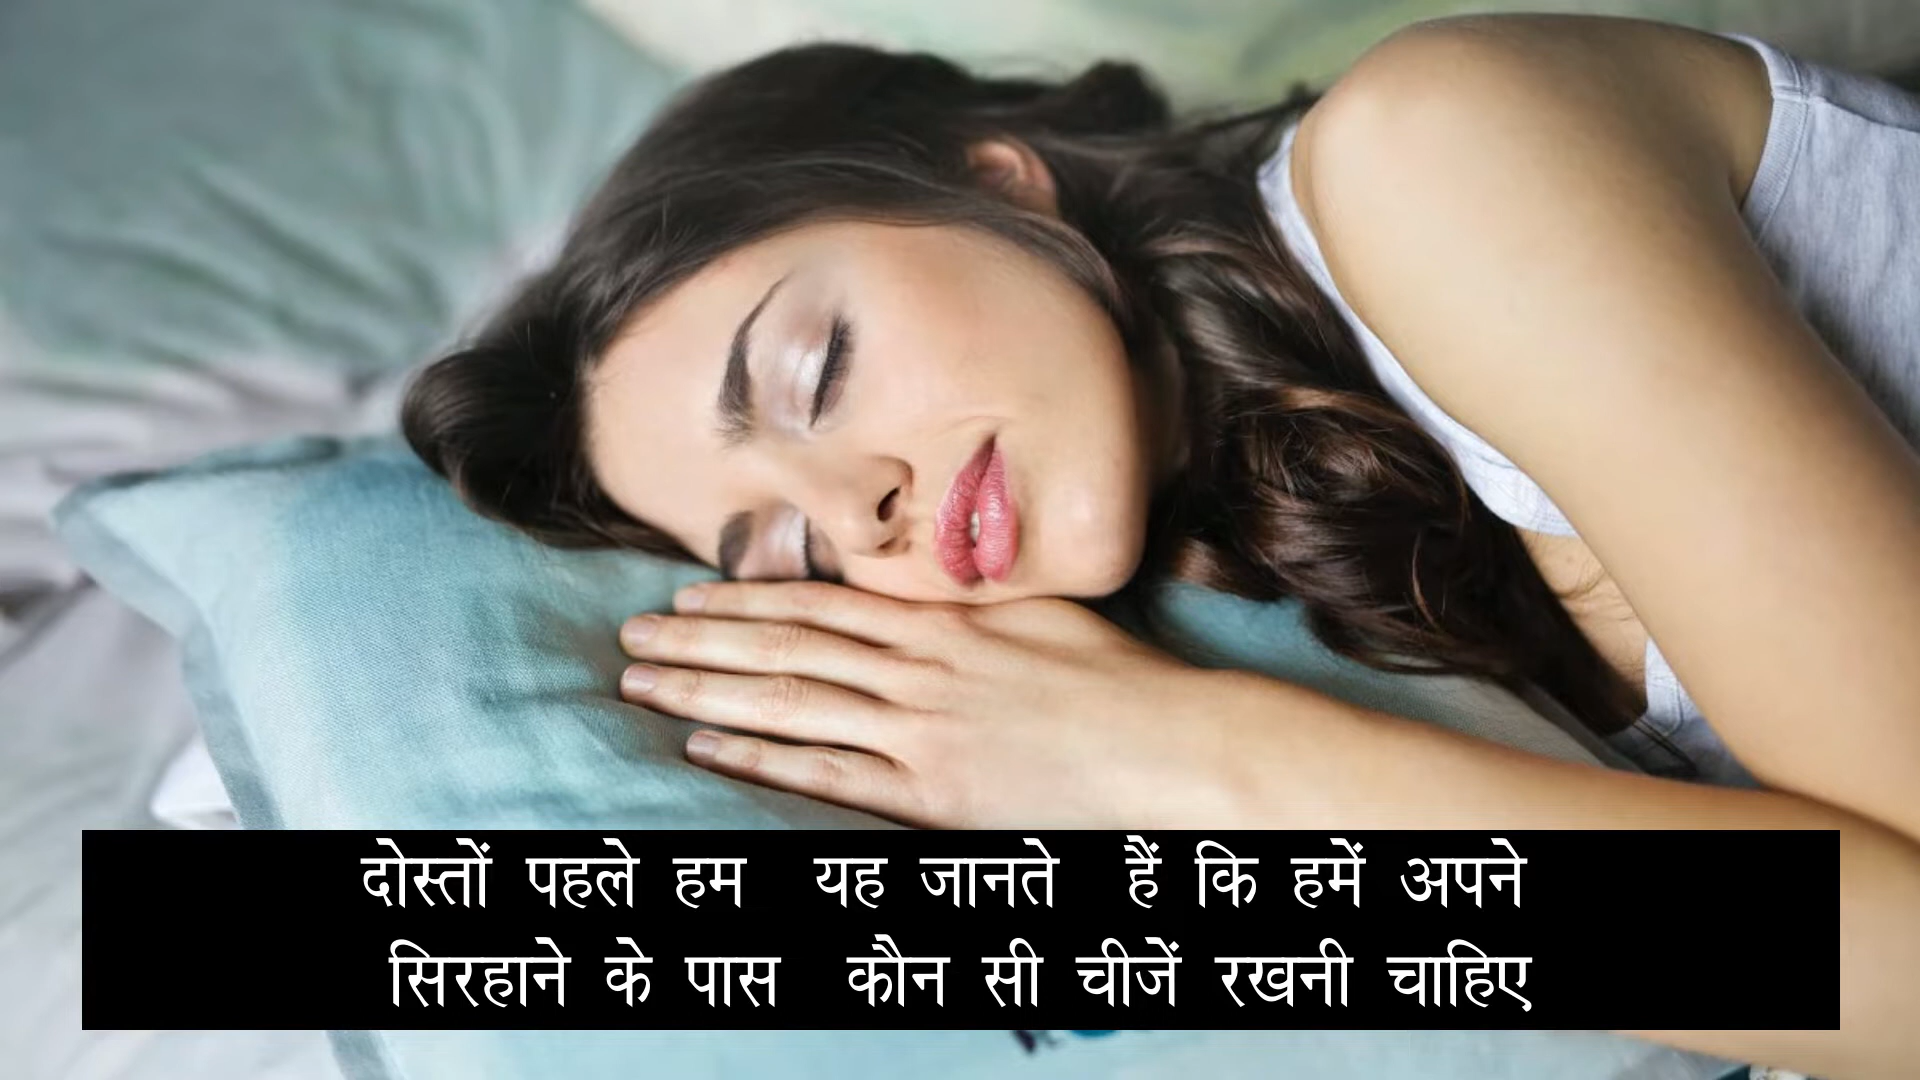 दोस्तों पहले हम यह जानते हैं कि हमें अपने
सिरहाने के पास कौन सी चीजें रखनी चाहिए